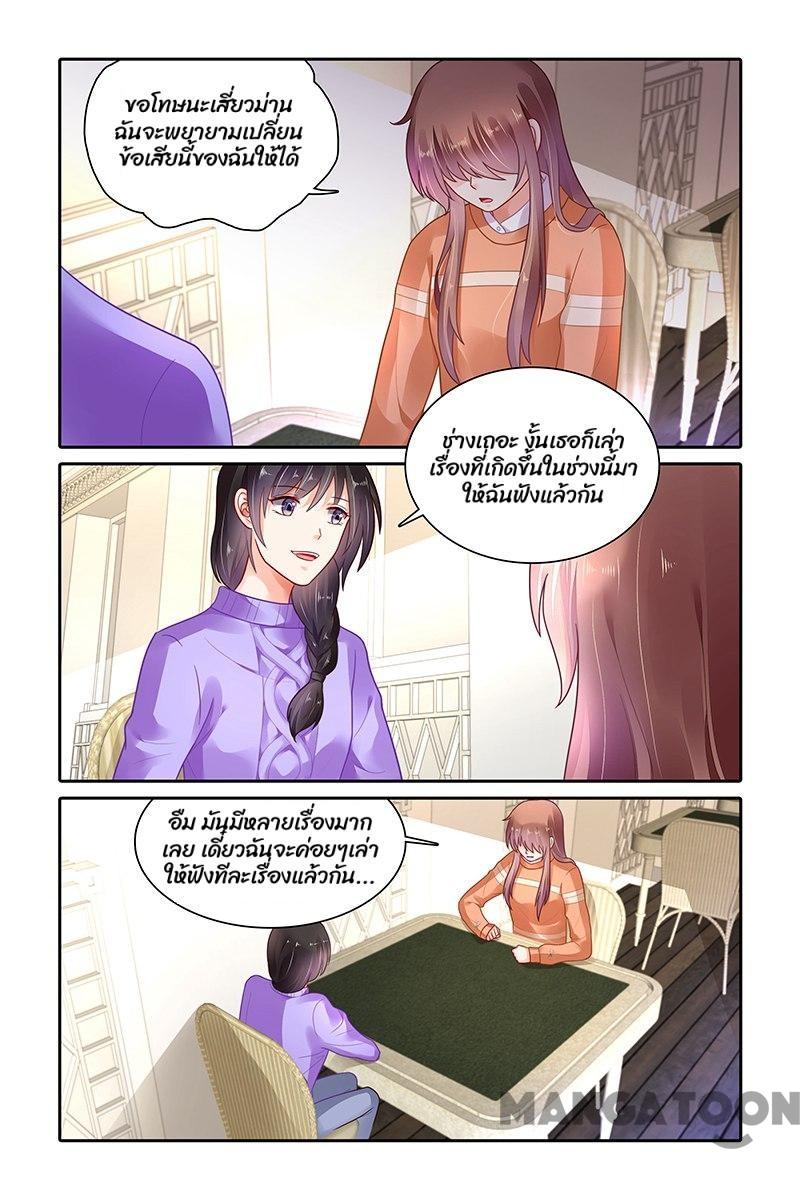 ขอโทษนะเสี่ยวม่าน
ฉันจะพยายามเปลี่ยน
ข้อเสียนี้ของฉันให้ได้
ช่างเถอะ งั้นเธอก็เล่า
เรื่องที่เกิดขึ้นในช่วงนี้มา
ให้ฉันฟังแล้วกัน
อืม มันมีหลายเรื่องมาก
เลย เดี๋ยวฉันจะค่อยๆเล่า
ให้ฟังทีละเรื่องแล้วกัน...
MANGATOON